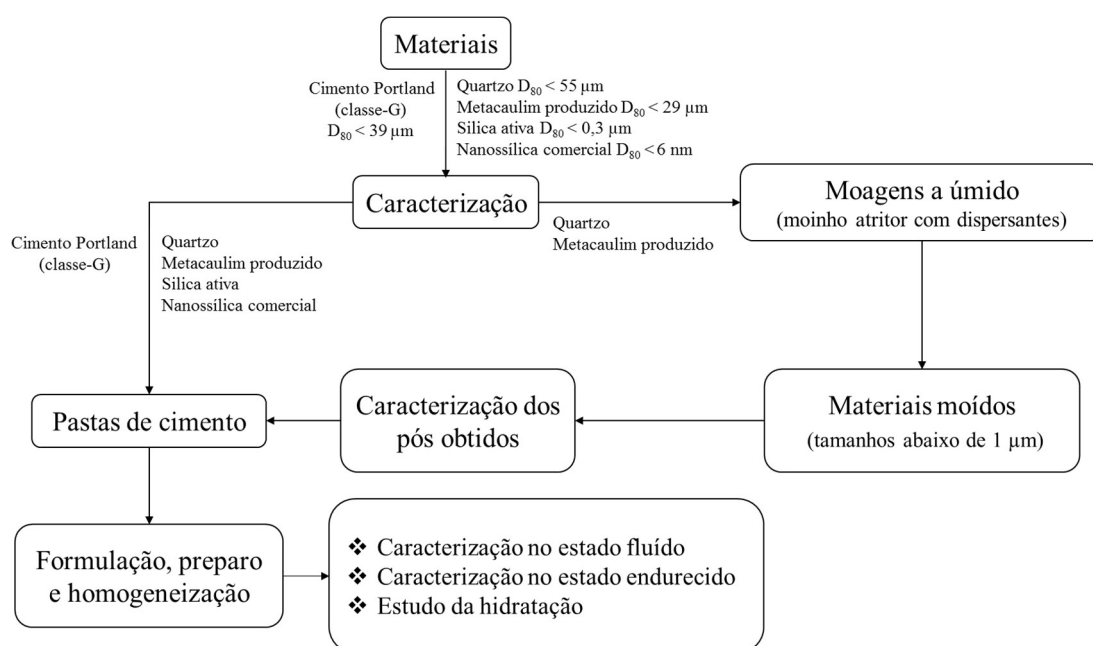 Materiais
Cimento Portland
(classe-G)
D₈₀ < 39 µm
Quartzo D₈₀ < 55 µm
Metacaulim produzido D₈₀ < 29 µm
Silica ativa D₈₀ < 0,3 µm
Nanossílica comercial D₈₀ < 6 nm
Caracterização
Moagens a úmido
(moinho atritor com dispersantes)
Quartzo
Metacaulim produzido
Cimento Portland
(classe-G)
Quartzo
Metacaulim produzido
Silica ativa
Nanossílica comercial
Pastas de cimento
Caracterização dos
pós obtidos
Materiais moídos
(tamanhos abaixo de 1 µm)
Formulação, preparo
e homogeneização
❖ Caracterização no estado fluído
❖ Caracterização no estado endurecido
❖ Estudo da hidratação